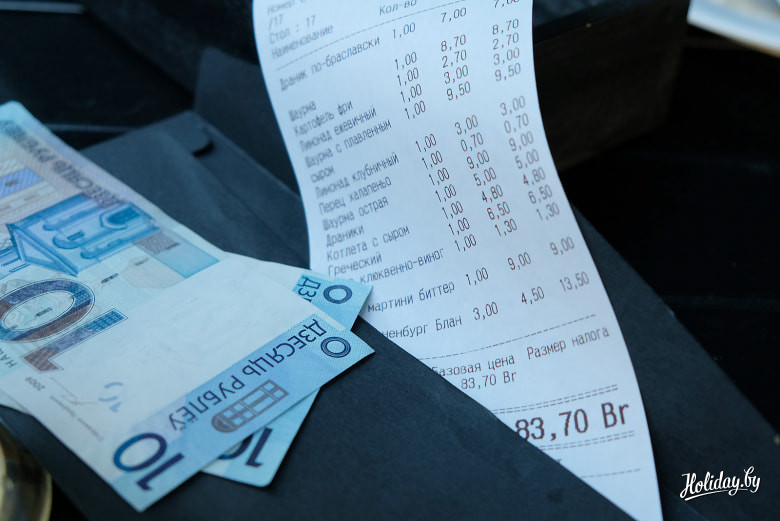 /17
Стол : 17
Наименование
Кол-во
Драник по-браславски 1,00 7,00 7,00
Шаурма 1,00 8,70 8,70
Картофель фри 1,00 2,70 2,70
Лимонад ежевичный 1,00 3,00 3,00
Шаурма с плавленным 1,00 9,50 9,50
сыром
Лимонад клубничный 1,00 3,00 3,00
Перец халапеньо 1,00 0,70 0,70
Шаурма острая 1,00 9,00 9,00
Драники 1,00 5,00 5,00
Котлета с сыром 1,00 4,80 4,80
Греческий 1,00 6,50 6,50
клюквенно-виног 1,00 1,30 1,30
мартини биттер 1,00 9,00 9,00
ненбург Блан 3,00 4,50 13,50
Базовая цена Размер налога
83,70 Br
83,70 Br
ДЗЕСЯЦЬ РУБЛЁЎ
10
10
10
ДЗЕСЯЦЬ РУБЛ
2009
Holiday.by